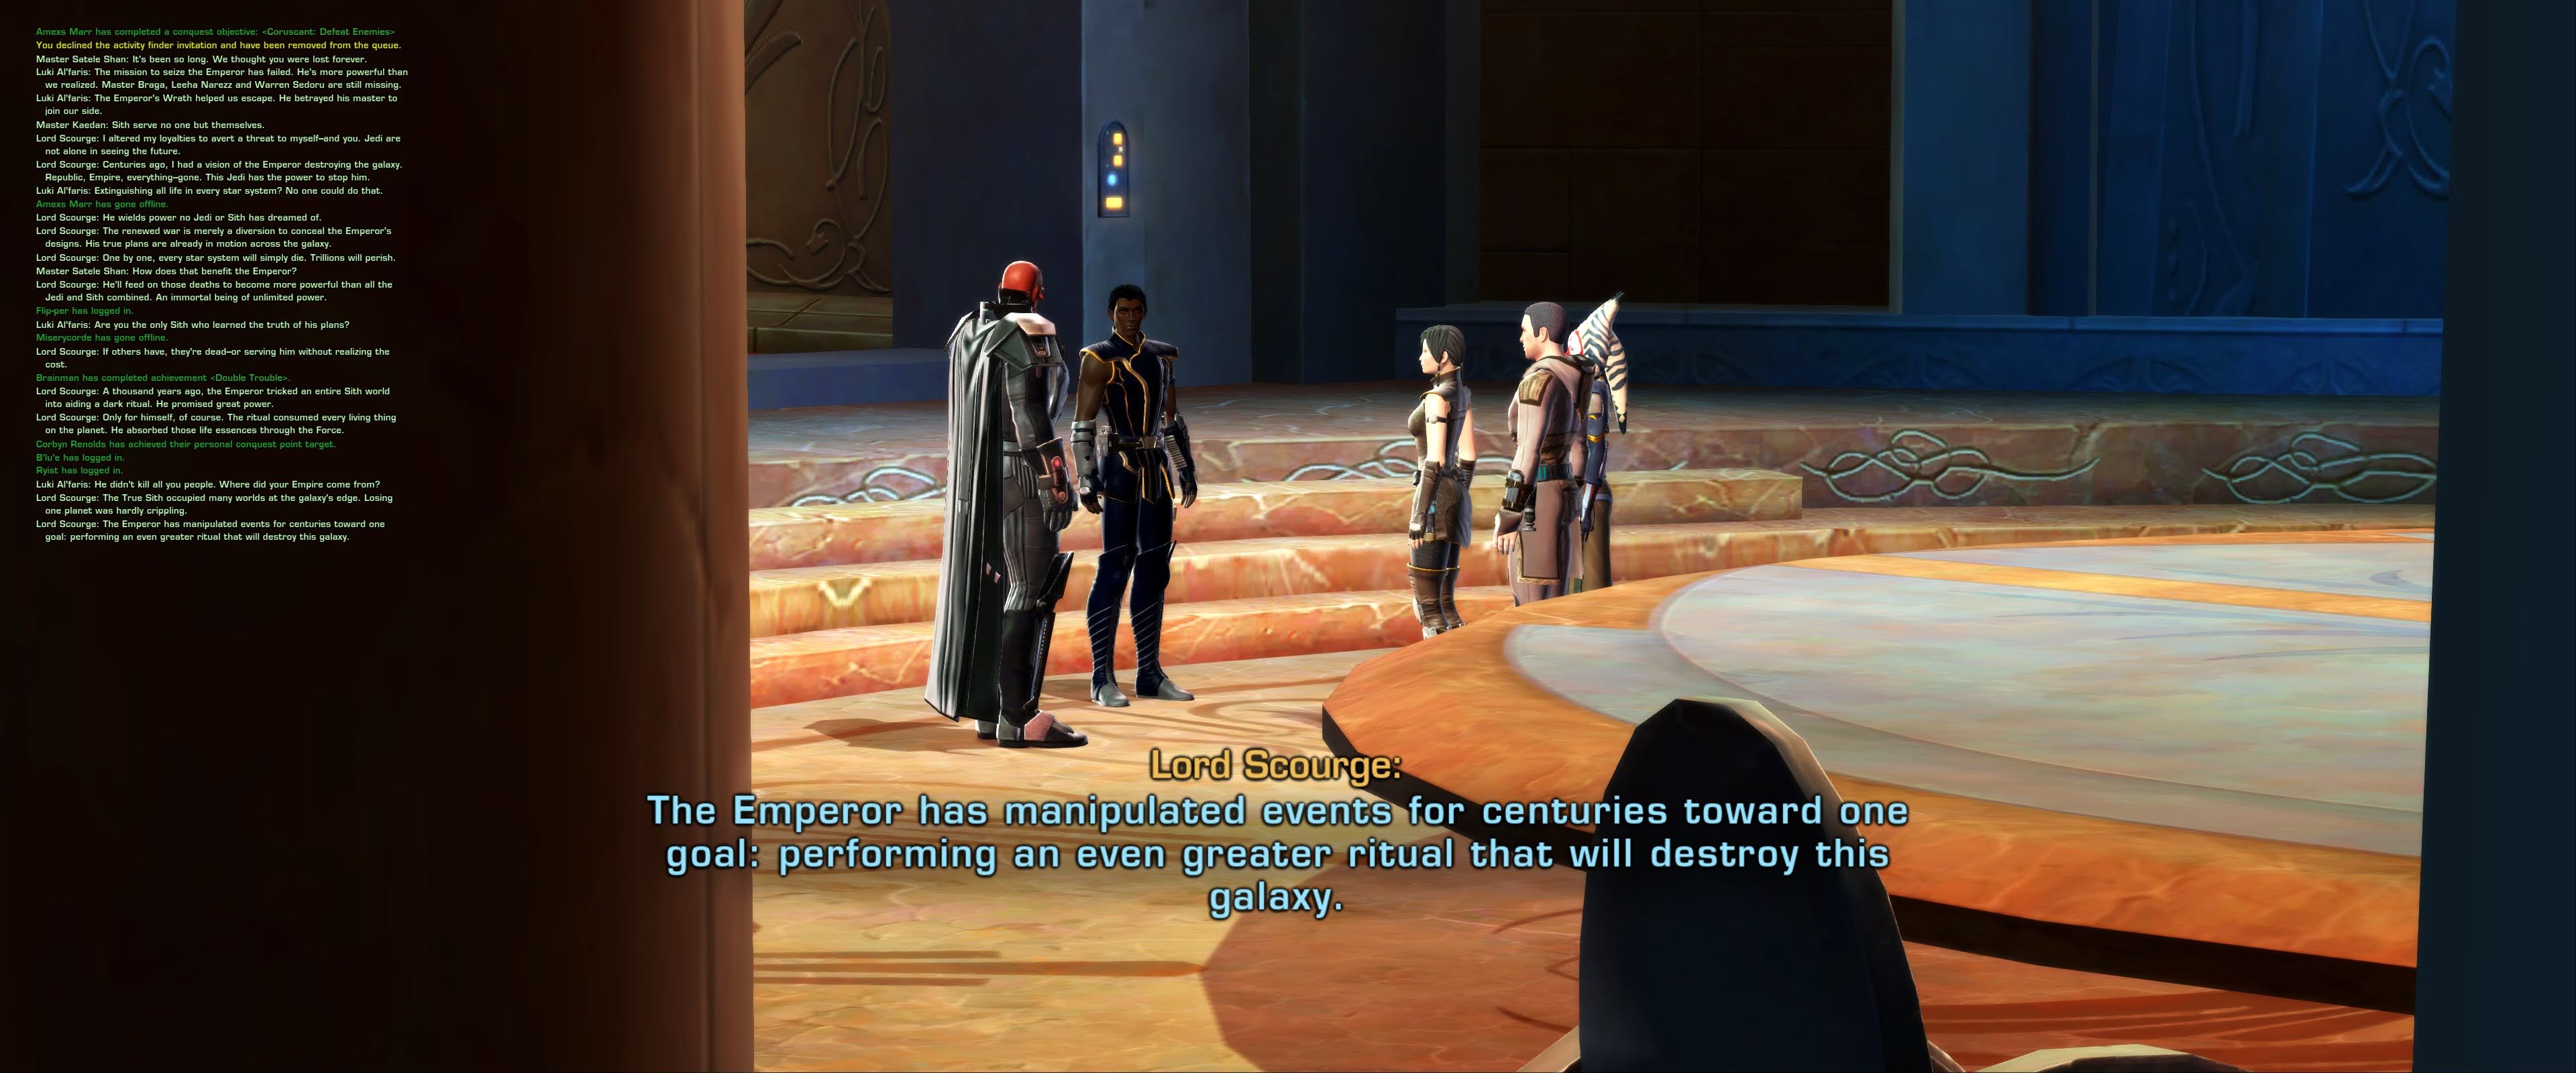 Amexs Marr has completed a conquest objective: <Coruscant: Defeat Enemies>
You declined the activity finder invitation and have been removed from the queue.
Master Satele Shan: It's been so long. We thought you were lost forever.
Luki Al'faris: The mission to seize the Emperor has failed. He's more powerful than
we realized. Master Braga, Leeha Narezz and Warren Sedoru are still missing.
Luki Al'faris: The Emperor's Wrath helped us escape. He betrayed his master to
join our side.
Master Kaedan: Sith serve no one but themselves.
Lord Scourge: I altered my loyalties to avert a threat to myself—and you. Jedi are
not alone in seeing the future.
Lord Scourge: Centuries ago, I had a vision of the Emperor destroying the galaxy.
Republic, Empire, everything—gone. This Jedi has the power to stop him.
Luki Al'faris: Extinguishing all life in every star system? No one could do that.
Amexs Marr has gone offline.
Lord Scourge: He wields power no Jedi or Sith has dreamed of.
Lord Scourge: The renewed war is merely a diversion to conceal the Emperor's
designs. His true plans are already in motion across the galaxy.
Lord Scourge: One by one, every star system will simply die. Trillions will perish.
Master Satele Shan: How does that benefit the Emperor?
Lord Scourge: He'll feed on those deaths to become more powerful than all the
Jedi and Sith combined. An immortal being of unlimited power.
Flip-per has logged in.
Luki Al'faris: Are you the only Sith who learned the truth of his plans?
Miserycorde has gone offline.
Lord Scourge: If others have, they're dead—or serving him without realizing the
cost.
Brainman has completed achievement <Double Trouble>.
Lord Scourge: A thousand years ago, the Emperor tricked an entire Sith world
into aiding a dark ritual. He promised great power.
Lord Scourge: Only for himself, of course. The ritual consumed every living thing
on the planet. He absorbed those life essences through the Force.
Corbyn Renolds has achieved their personal conquest point target.
B'lu'e has logged in.
Ryist has logged in.
Luki Al'faris: He didn't kill all you people. Where did your Empire come from?
Lord Scourge: The True Sith occupied many worlds at the galaxy's edge. Losing
one planet was hardly crippling.
Lord Scourge: The Emperor has manipulated events for centuries toward one
goal: performing an even greater ritual that will destroy this galaxy.
Lord Scourge:
The Emperor has manipulated events for centuries toward one
goal: performing an even greater ritual that will destroy this
galaxy.